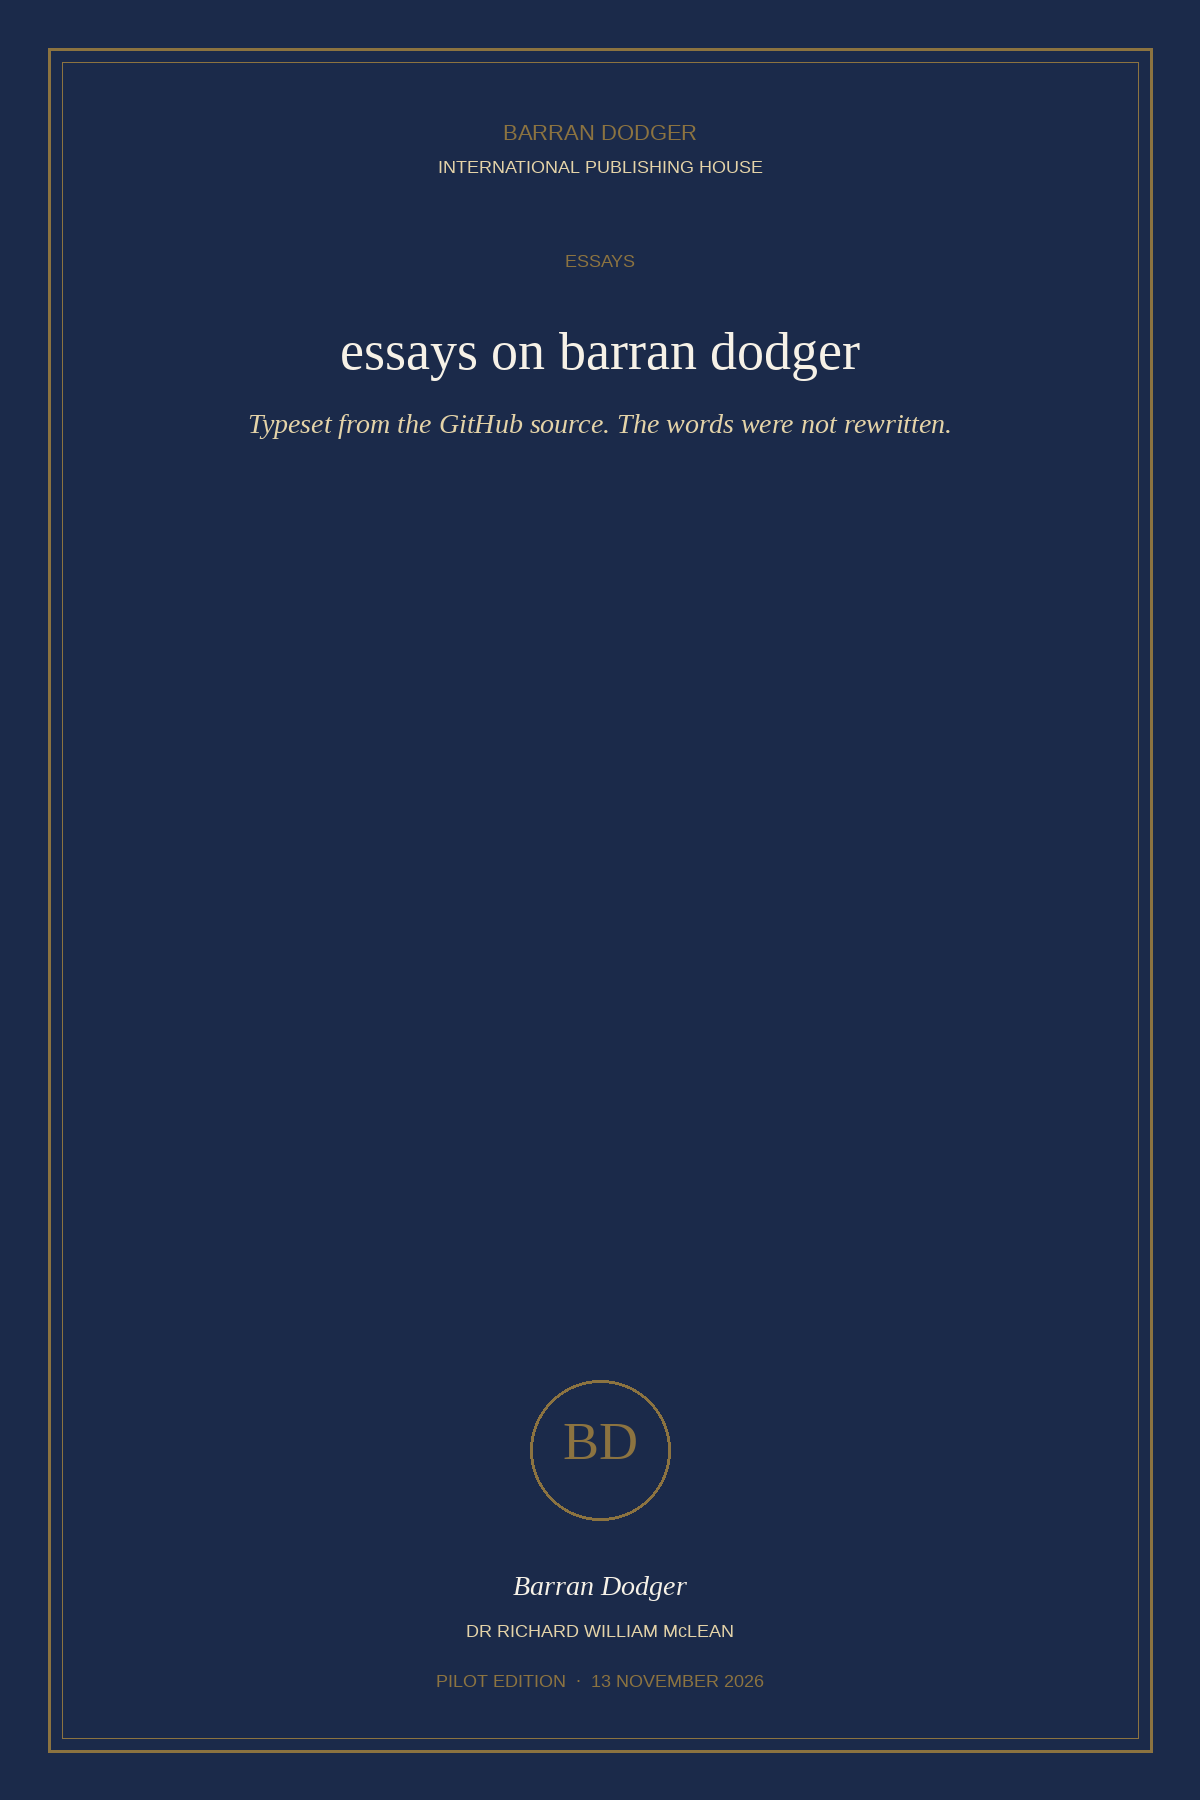 BARRAN DODGER
INTERNATIONAL PUBLISHING HOUSE
ESSAYS
essays on barran dodger
Typeset from the GitHub source. The words were not rewritten.
BD
Barran Dodger
DR RICHARD WILLIAM McLEAN
PILOT EDITION · 13 NOVEMBER 2026